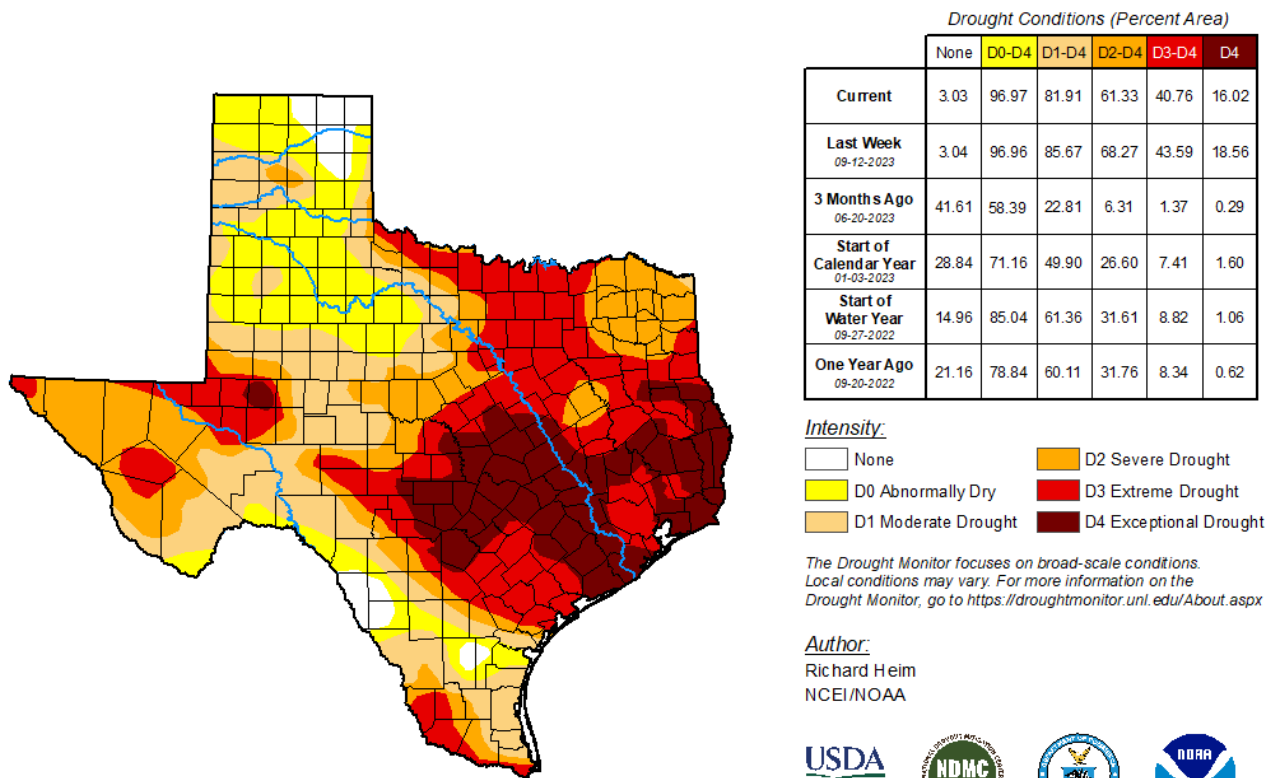 Drought Conditions (Percent Area)
None D0-D4 D1-D4 D2-D4 D3-D4 D4
Current 3.03 96.97 81.91 61.33 40.76 16.02
Last Week
09-12-2023 3.04 96.96 85.67 68.27 43.59 18.56
3 Months Ago
06-20-2023 41.61 58.39 22.81 6.31 1.37 0.29
Start of
Calendar Year
01-03-2023 28.84 71.16 49.90 26.60 7.41 1.60
Start of
Water Year
09-27-2022 14.96 85.04 61.36 31.61 8.82 1.06
One Year Ago
09-20-2022 21.16 78.84 60.11 31.76 8.34 0.62
Intensity:
None
D0 Abnormally Dry
D1 Moderate Drought
D2 Severe Drought
D3 Extreme Drought
D4 Exceptional Drought
The Drought Monitor focuses on broad-scale conditions.
Local conditions may vary. For more information on the
Drought Monitor, go to https://droughtmonitor.unl.edu/About.aspx
Author:
Richard Heim
NCEI/NOAA
USDA
NDMC
NOAA